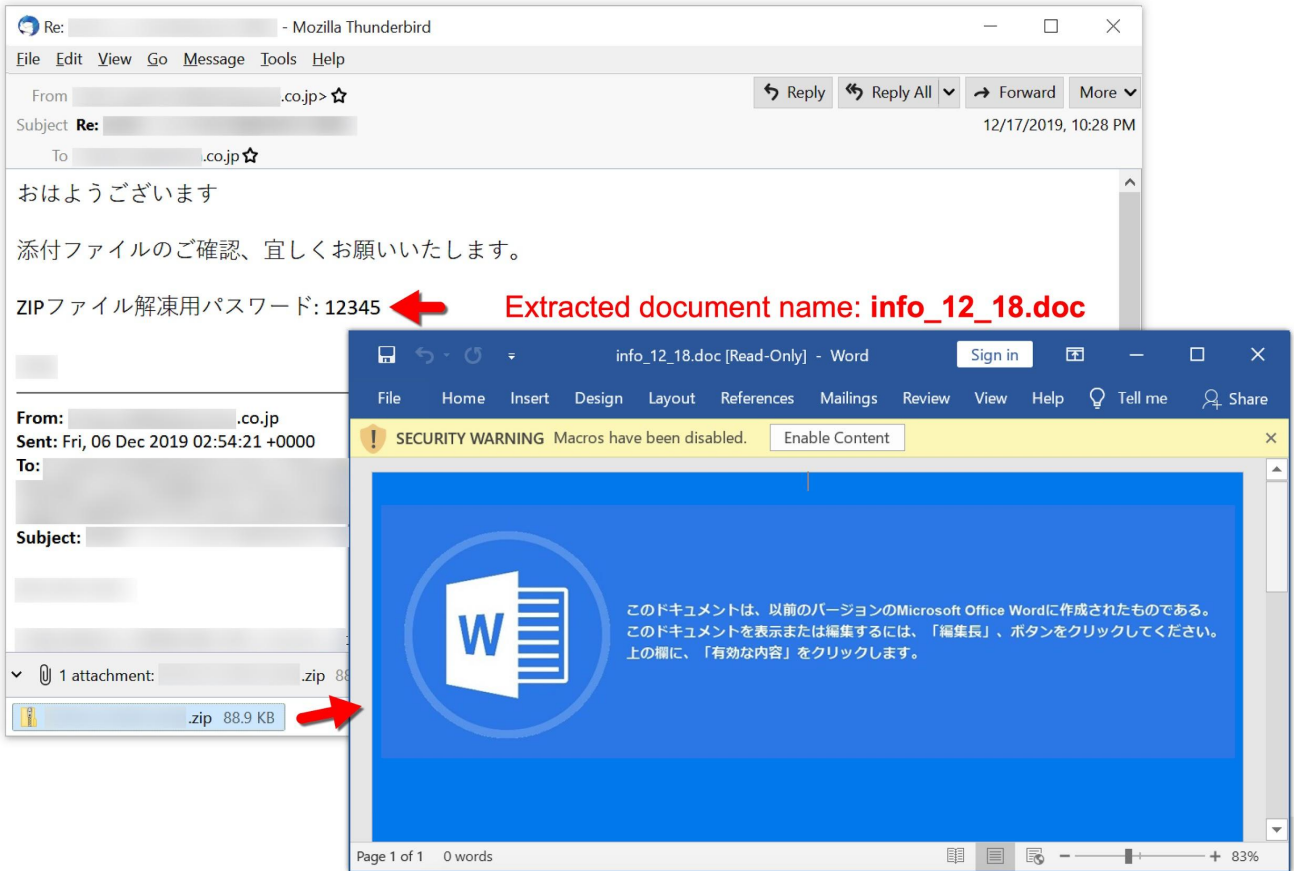 Re: - Mozilla Thunderbird
File Edit View Go Message Tools Help
From .co.jp>
Reply Reply All Forward More
Subject Re:
12/17/2019, 10:28 PM
To .co.jp
おはようございます
添付ファイルのご確認、宜しくお願いいたします。
ZIPファイル解凍用パスワード: 12345
Extracted document name: info_12_18.doc
From: .co.jp
Sent: Fri, 06 Dec 2019 02:54:21 +0000
To:
Subject:
1 attachment: .zip 88
.zip 88.9 KB
info_12_18.doc [Read-Only] - Word
Sign in
File Home Insert Design Layout References Mailings Review View Help Tell me Share
SECURITY WARNING Macros have been disabled. Enable Content
W
このドキュメントは、以前のバージョンのMicrosoft Office Wordに作成されたものである。
このドキュメントを表示または編集するには、「編集長」、ボタンをクリックしてください。
上の欄に、「有効な内容」をクリックします。
Page 1 of 1 0 words
83%